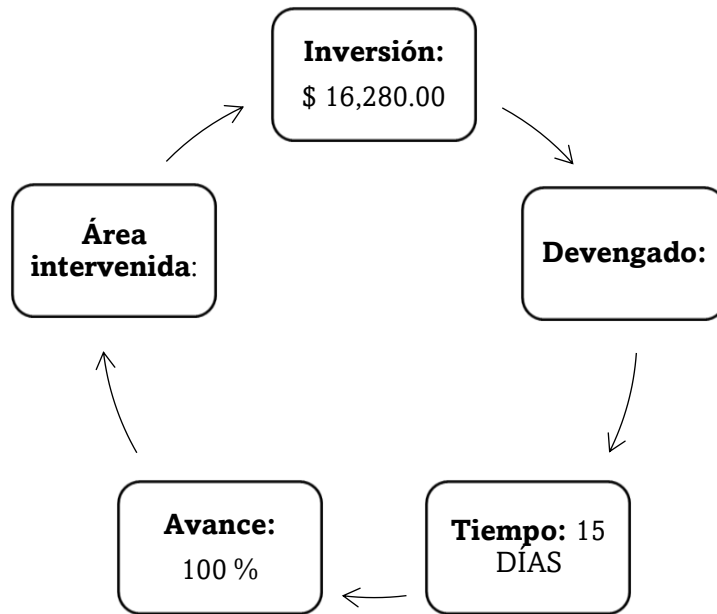 Inversión:
$ 16,280.00
Devengado:
Tiempo: 15
DÍAS
Avance:
100 %
Área
intervenida: